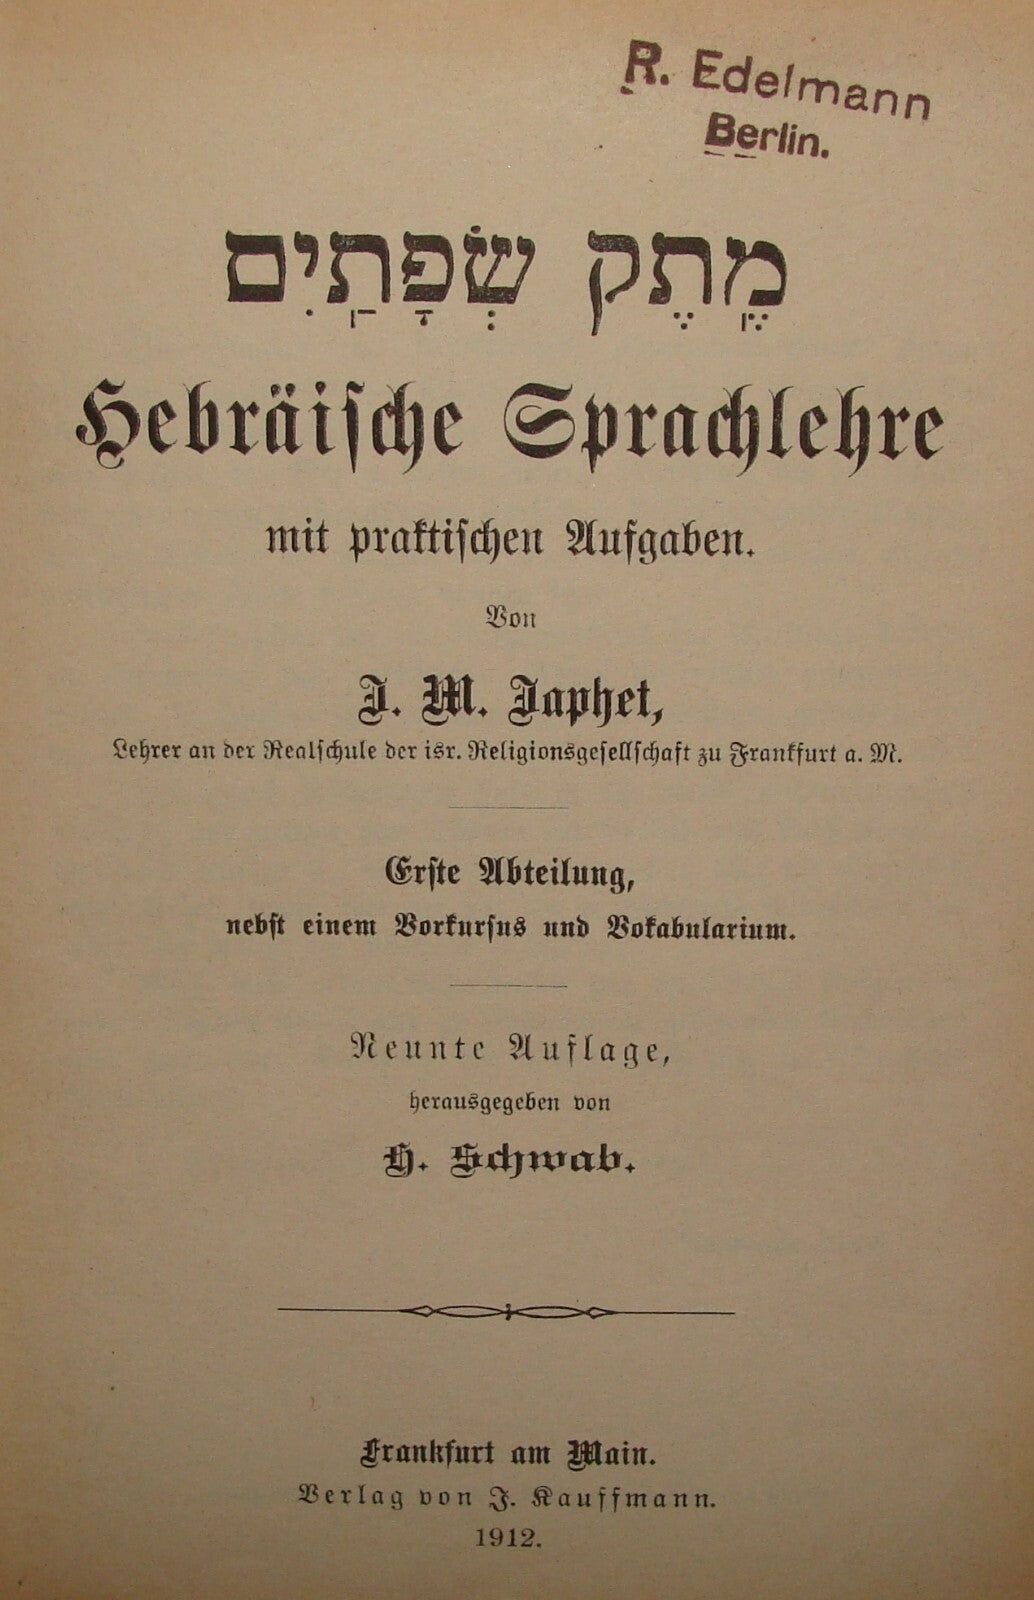 R. Edelmann
Berlin.
מֶֽתֶק שְׂפָתַֽיִם
Hebräische Sprachlehre
mit praktischen Aufgaben.
Von
J. M. Japhet,
Lehrer an der Realschule der isr. Religionsgesellschaft zu Frankfurt a. M.
Erste Abteilung,
nebst einem Vorkursus und Vokabularium.
Neunte Auflage,
herausgegeben von
H. Schwab.
Frankfurt am Main.
Verlag von J. Kauffmann.
1912.